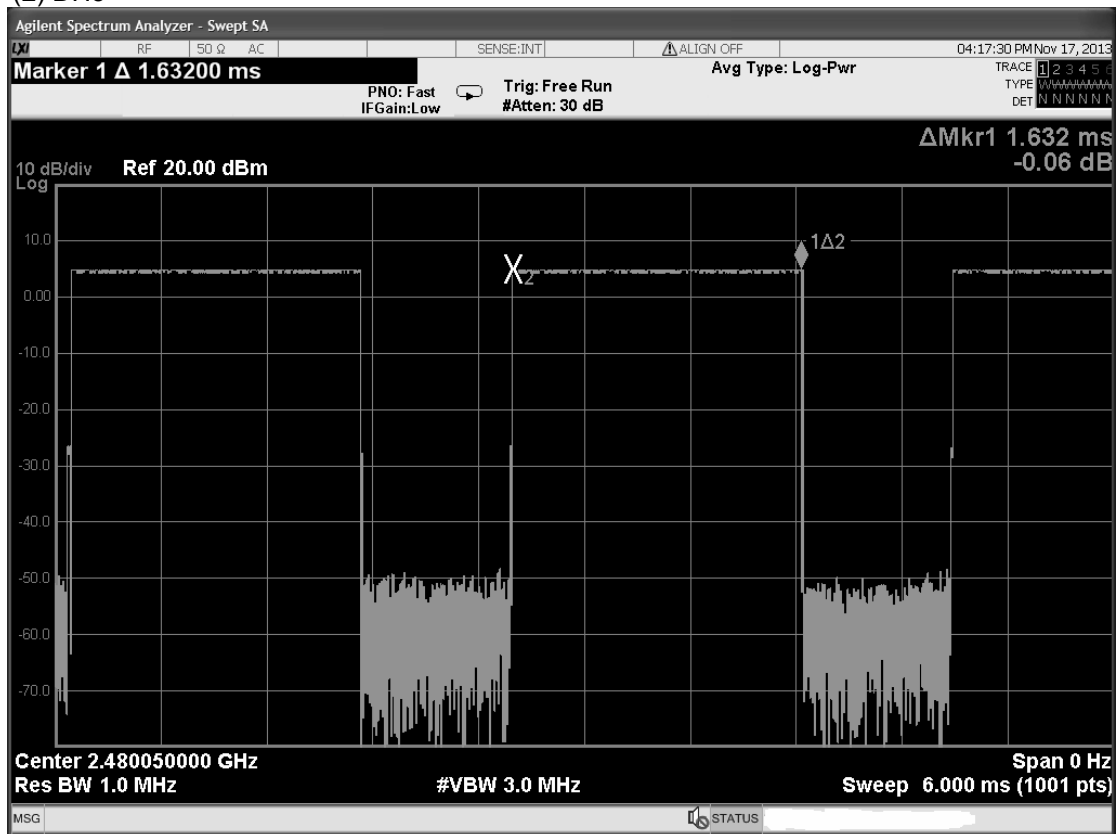 Agilent Spectrum Analyzer - Swept SA
LXI RF 50 Ω AC SENSE:INT ALIGN OFF 04:17:30 PM Nov 17, 2013
Marker 1 Δ 1.63200 ms
PNO: Fast
IFGain:Low
Trig: Free Run
#Atten: 30 dB
Avg Type: Log-Pwr
TRACE 1 2 3 4 5 6
TYPE
DET N N N N N N
ΔMkr1 1.632 ms
-0.06 dB
10 dB/div Ref 20.00 dBm
Log
10.0
1Δ2
X2
0.00
-10.0
-20.0
-30.0
-40.0
-50.0
-60.0
-70.0
Center 2.480050000 GHz Span 0 Hz
Res BW 1.0 MHz #VBW 3.0 MHz Sweep 6.000 ms (1001 pts)
MSG STATUS